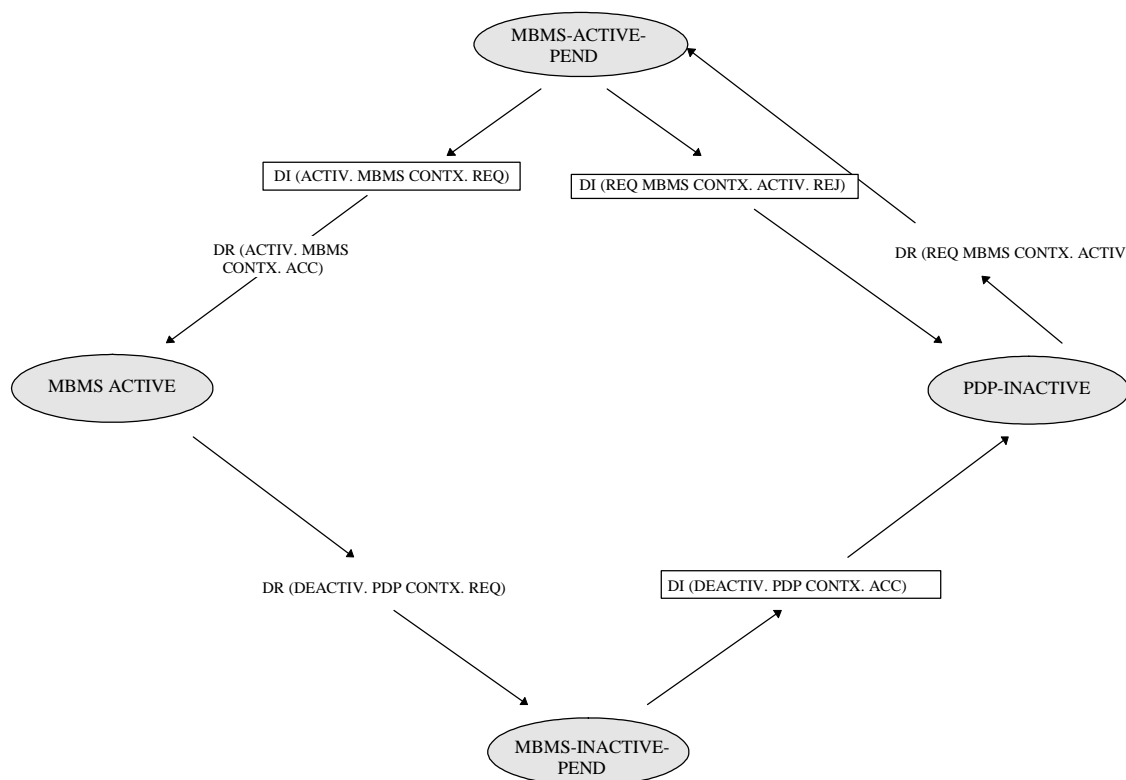 MBMS-ACTIVE-
PEND
DI (ACTIV. MBMS CONTX. REQ)
DI (REQ MBMS CONTX. ACTIV. REJ)
DR (ACTIV. MBMS
CONTX. ACC)
DR (REQ MBMS CONTX. ACTIV
MBMS ACTIVE
PDP-INACTIVE
DR (DEACTIV. PDP CONTX. REQ)
DI (DEACTIV. PDP CONTX. ACC)
MBMS-INACTIVE-
PEND